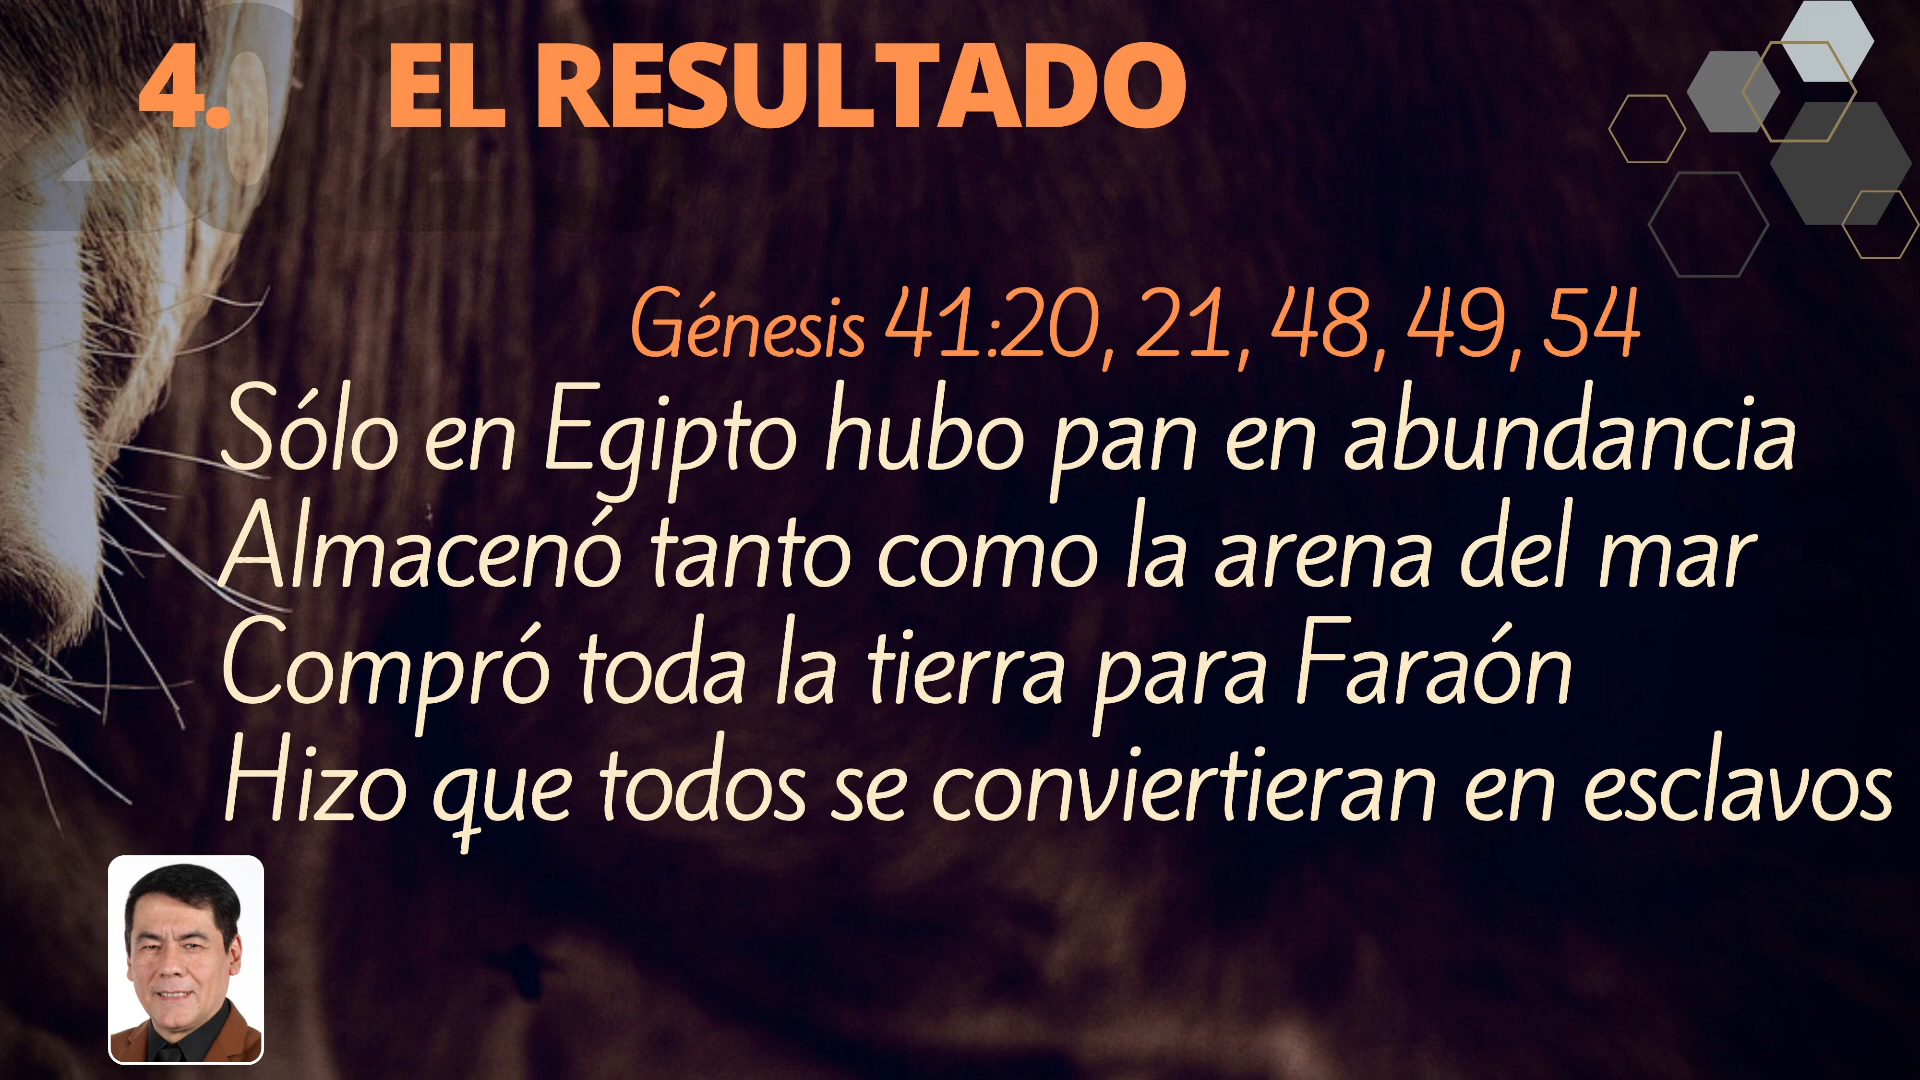 4. EL RESULTADO
Génesis 41:20, 21, 48, 49, 54
Sólo en Egipto hubo pan en abundancia
Almacenó tanto como la arena del mar
Compró toda la tierra para Faraón
Hizo que todos se conviertieran en esclavos